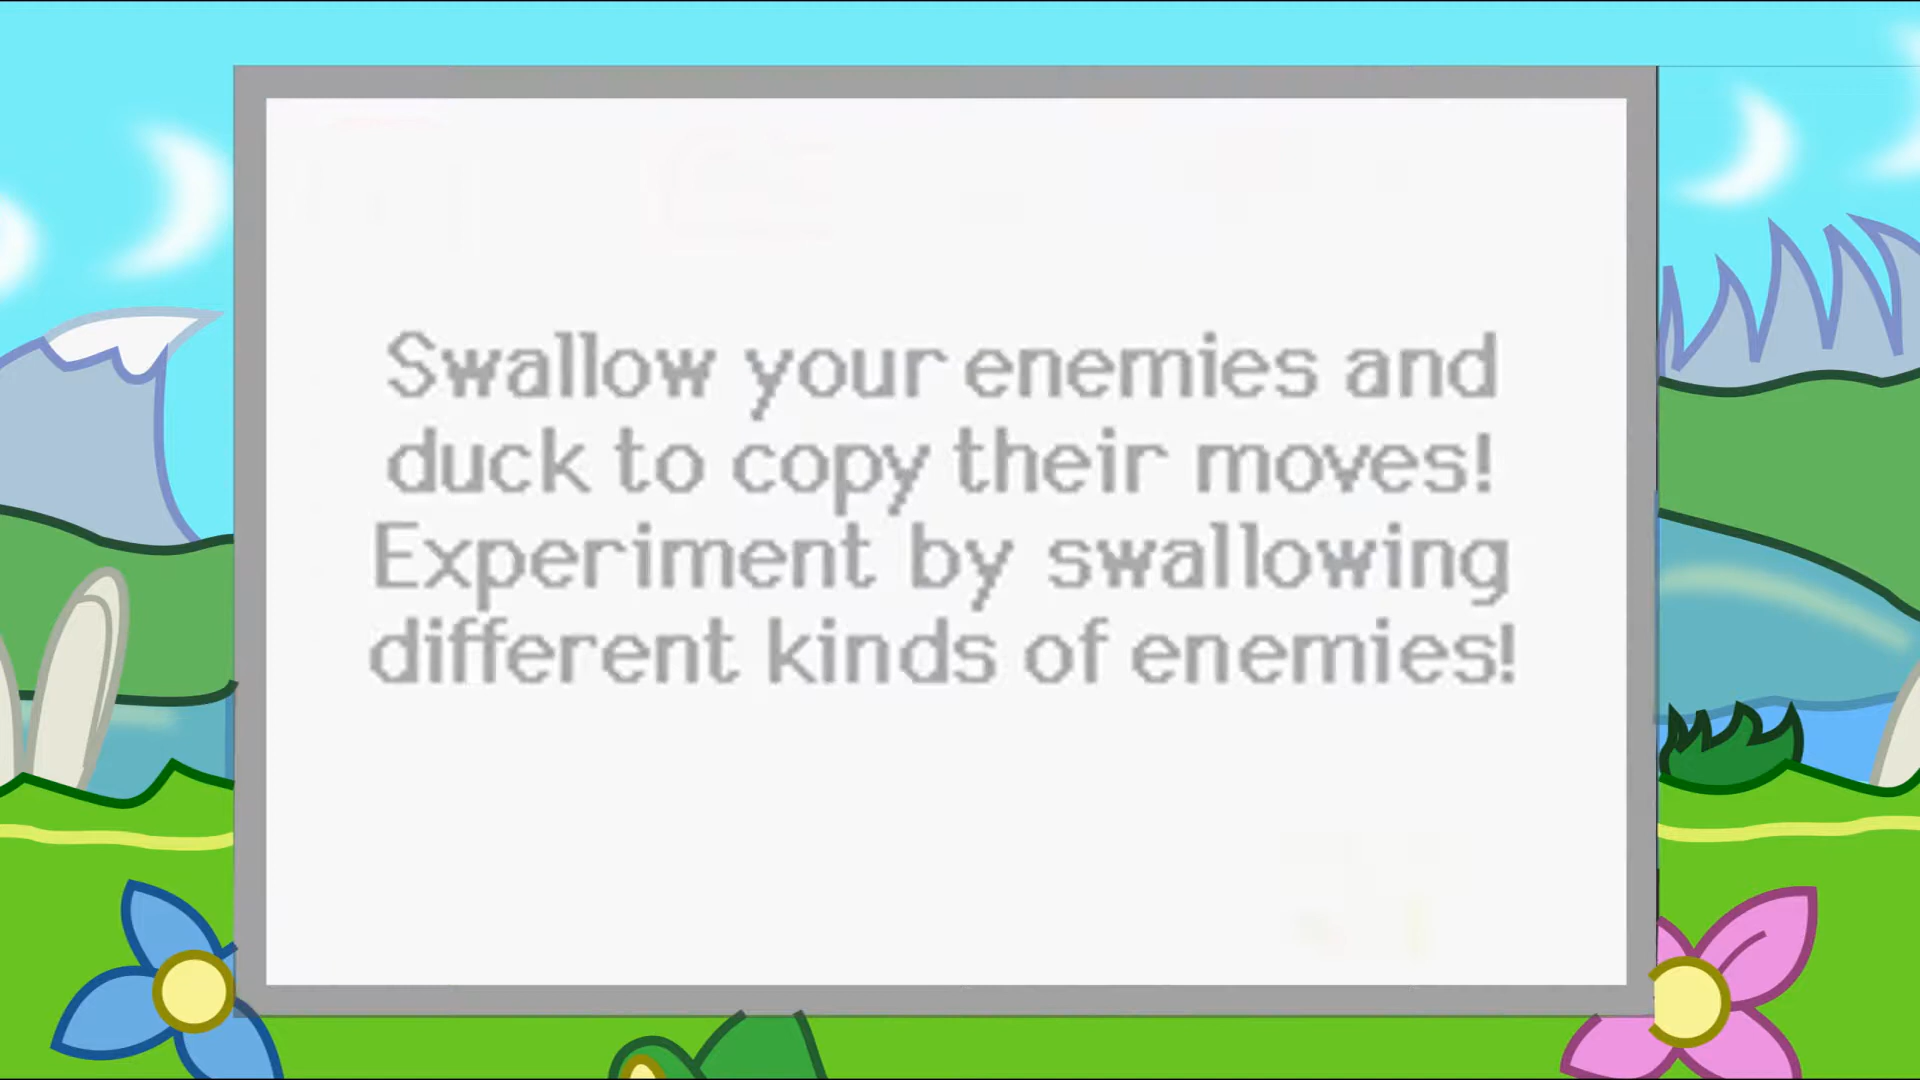 Swallow your enemies and
duck to copy their moves!
Experiment by swallowing
different kinds of enemies!